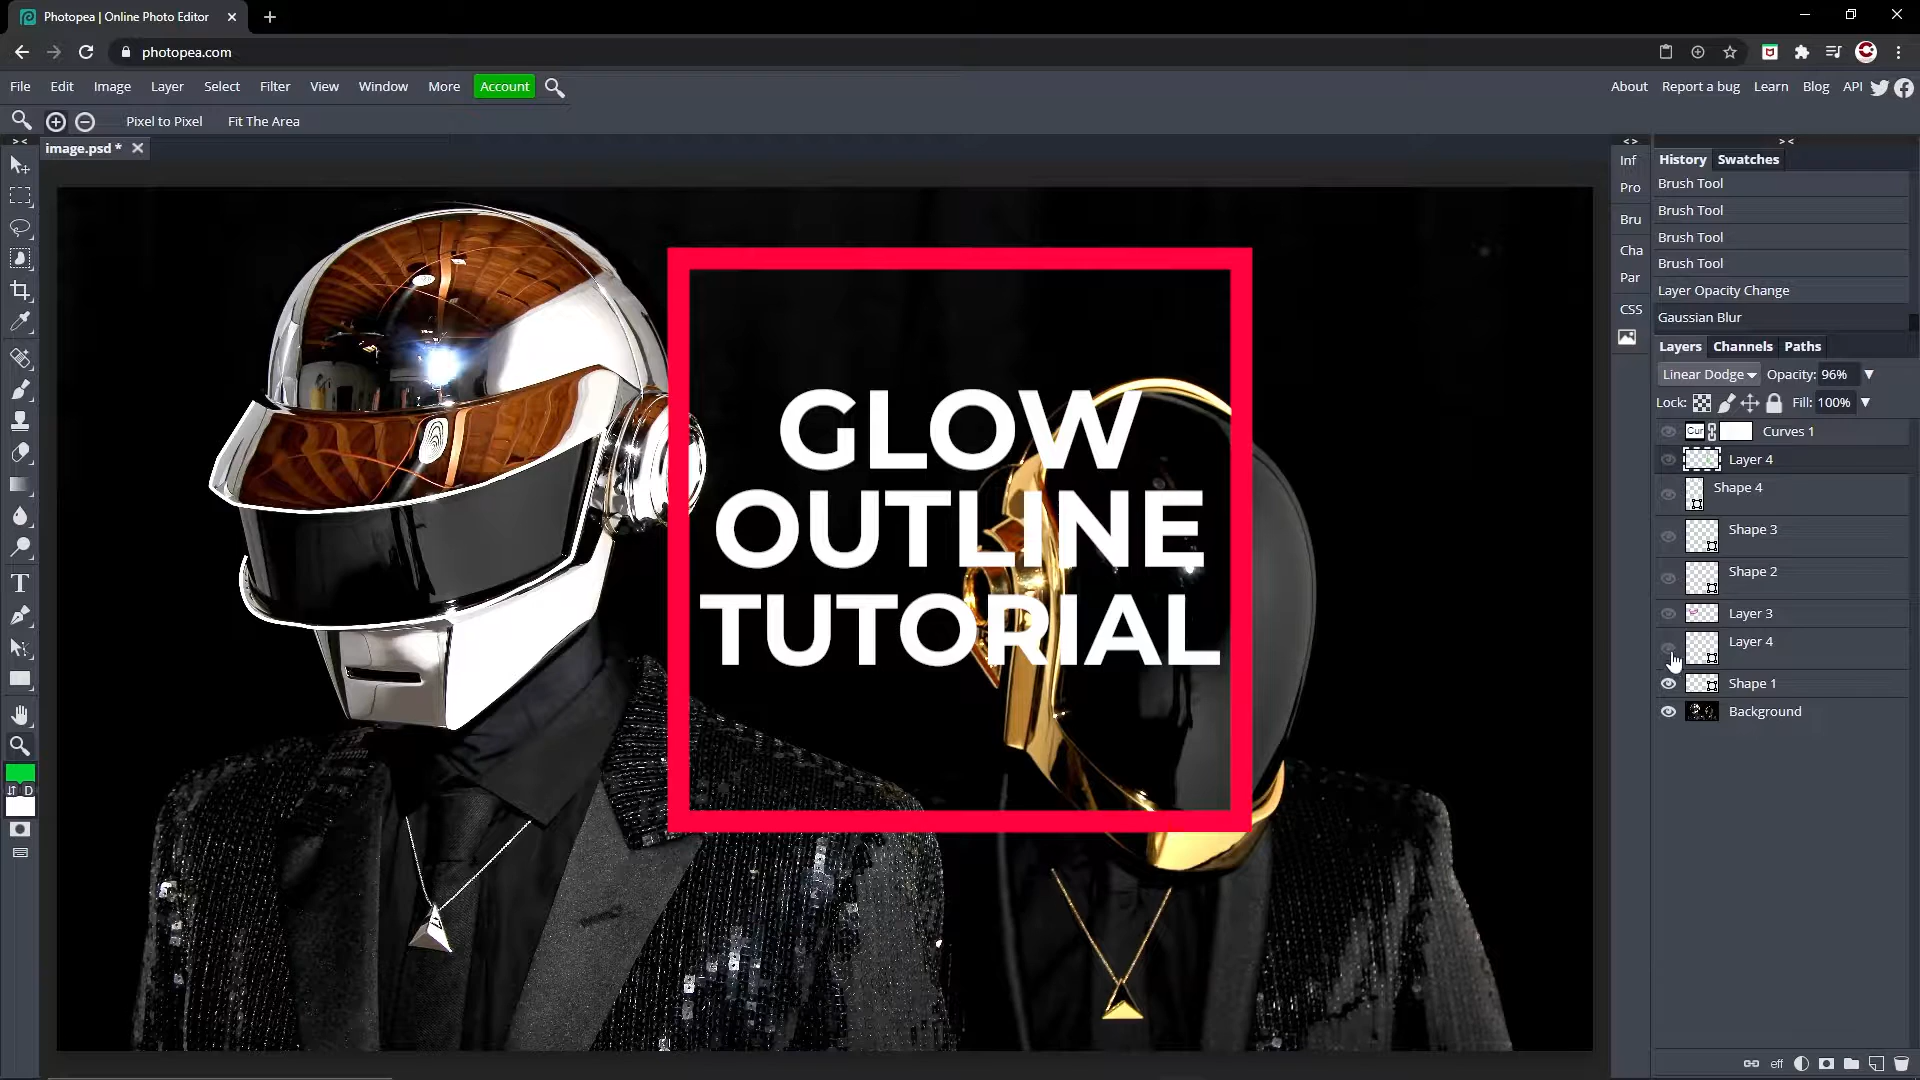 Photopea | Online Photo Editor
photopea.com
File Edit Image Layer Select Filter View Window More Account
About Report a bug Learn Blog API
Pixel to Pixel Fit The Area
image.psd *
Inf
Pro
Bru
Cha
Par
CSS
History Swatches
Brush Tool
Brush Tool
Brush Tool
Brush Tool
Layer Opacity Change
Gaussian Blur
Layers Channels Paths
Linear Dodge Opacity: 96%
Lock: Fill: 100%
Cur Curves 1
Layer 4
Shape 4
Shape 3
Shape 2
Layer 3
Layer 4
Shape 1
Background
D
eff
GLOW
OUTLINE
TUTORIAL